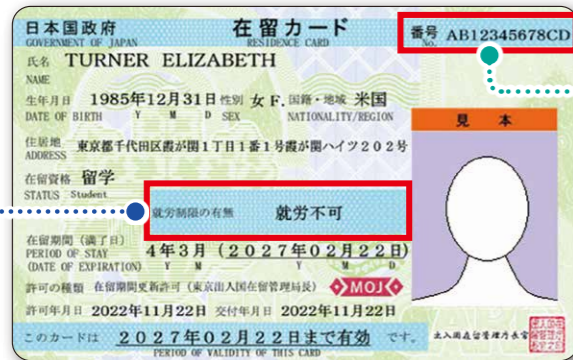 日本国政府 在留カード 番号 AB12345678CD
GOVERNMENT OF JAPAN RESIDENCE CARD No.
氏名 TURNER ELIZABETH
NAME
生年月日 1985年12月31日 性別 女 F. 国籍・地域 米国
DATE OF BIRTH Y M D SEX NATIONALITY/REGION
見本
住居地 東京都千代田区霞が関1丁目1番1号霞が関ハイツ202号
ADDRESS
在留資格 留学
STATUS Student
就労制限の有無 就労不可
在留期間(満了日) 4年3月(2027年02月22日)
PERIOD OF STAY
(DATE OF EXPIRATION) Y M Y M D
許可の種類 在留期間更新許可(東京出入国在留管理局長) MOJ
許可年月日 2022年11月22日 交付年月日 2022年11月22日
このカードは 2027年02月22日まで有効 です。 出入国在留管理庁長官
PERIOD OF VALIDITY OF THIS CARD